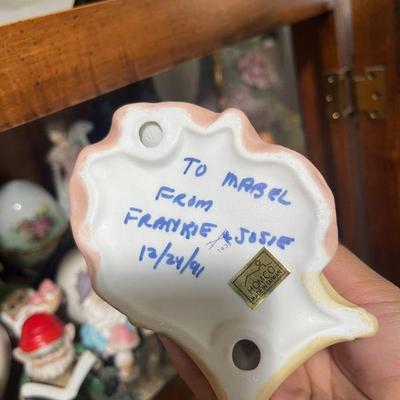 TO MABEL
FROM
FRANKIE & JOSIE
12/24/91
HOMCO